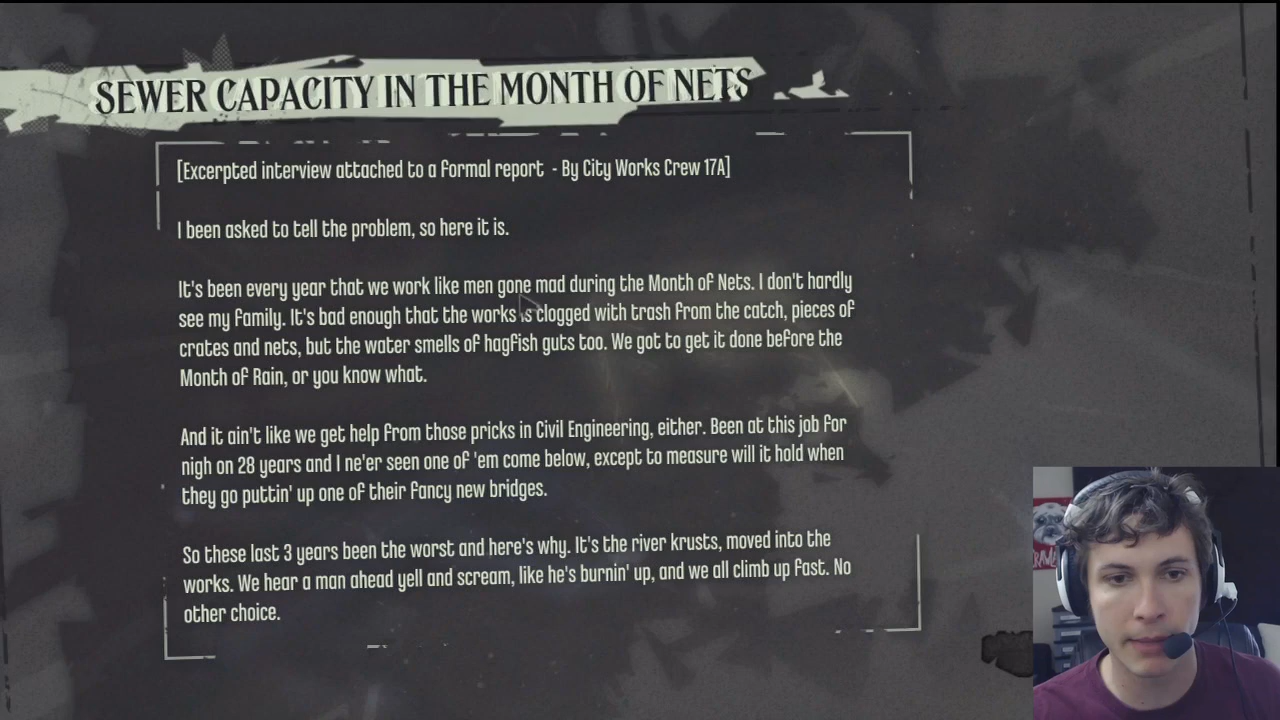 SEWER CAPACITY IN THE MONTH OF NETS
[Excerpted interview attached to a formal report - By City Works Crew 17A]
I been asked to tell the problem, so here it is.
It's been every year that we work like men gone mad during the Month of Nets. I don't hardly
see my family. It's bad enough that the works is clogged with trash from the catch, pieces of
crates and nets, but the water smells of hagfish guts too. We got to get it done before the
Month of Rain, or you know what.
And it ain't like we get help from those pricks in Civil Engineering, either. Been at this job for
nigh on 28 years and I ne'er seen one of 'em come below, except to measure will it hold when
they go puttin' up one of their fancy new bridges.
So these last 3 years been the worst and here's why. It's the river krusts, moved into the
works. We hear a man ahead yell and scream, like he's burnin' up, and we all climb up fast. No
other choice.